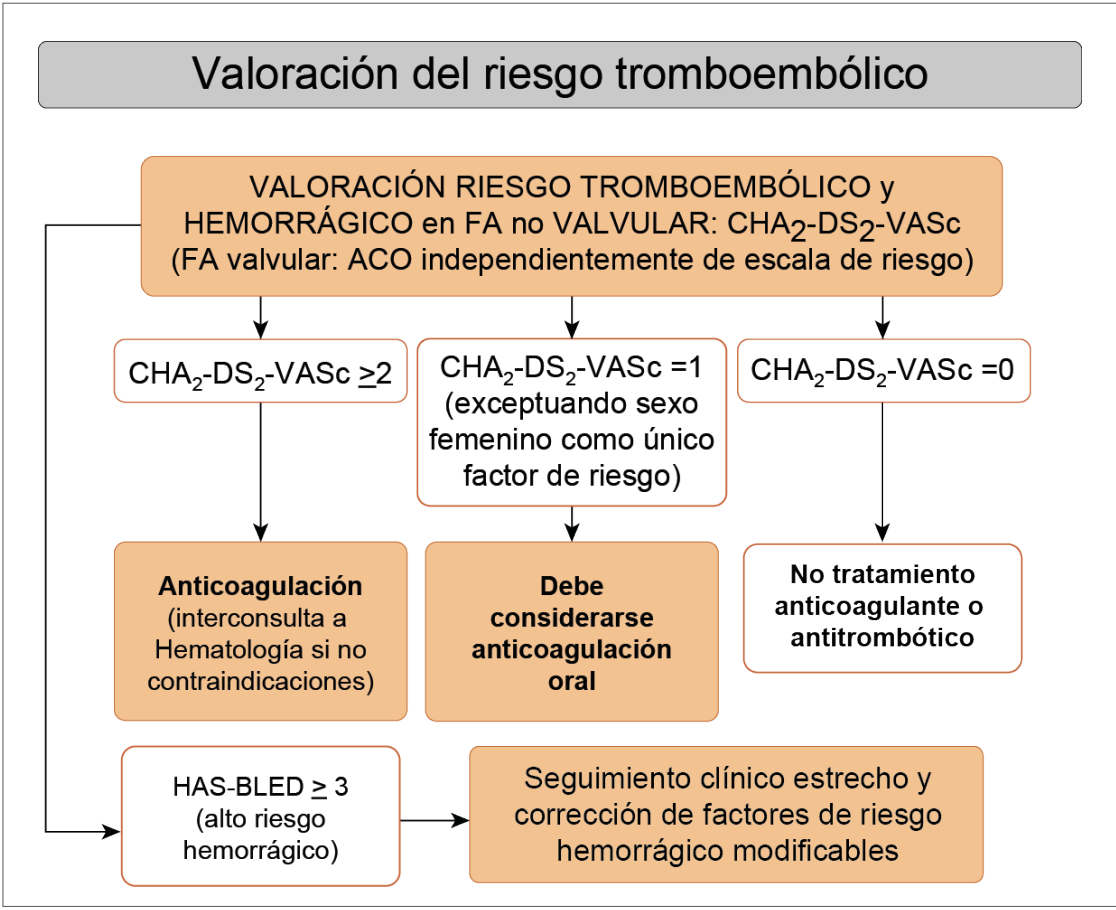 Valoración del riesgo tromboembólico
VALORACIÓN RIESGO TROMBOEMBÓLICO y
HEMORRÁGICO en FA no VALVULAR: CHA₂-DS₂-VASc
(FA valvular: ACO independientemente de escala de riesgo)
CHA₂-DS₂-VASc ≥2
CHA₂-DS₂-VASc =1
(exceptuando sexo
femenino como único
factor de riesgo)
CHA₂-DS₂-VASc =0
Anticoagulación
(interconsulta a
Hematología si no
contraindicaciones)
Debe
considerarse
anticoagulación
oral
No tratamiento
anticoagulante o
antitrombótico
HAS-BLED ≥ 3
(alto riesgo
hemorrágico)
Seguimiento clínico estrecho y
corrección de factores de riesgo
hemorrágico modificables